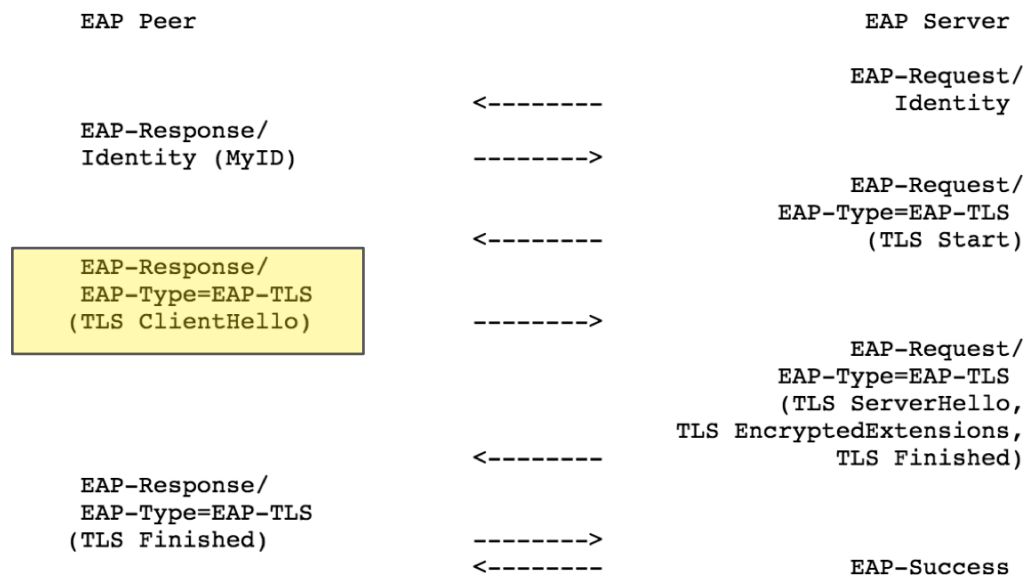 EAP Peer EAP Server
EAP-Request/
<-------- Identity
EAP-Response/
Identity (MyID) -------->
EAP-Request/
EAP-Type=EAP-TLS
<-------- (TLS Start)
EAP-Response/
EAP-Type=EAP-TLS
(TLS ClientHello) -------->
EAP-Request/
EAP-Type=EAP-TLS
(TLS ServerHello,
TLS EncryptedExtensions,
<-------- TLS Finished)
EAP-Response/
EAP-Type=EAP-TLS
(TLS Finished) -------->
<-------- EAP-Success